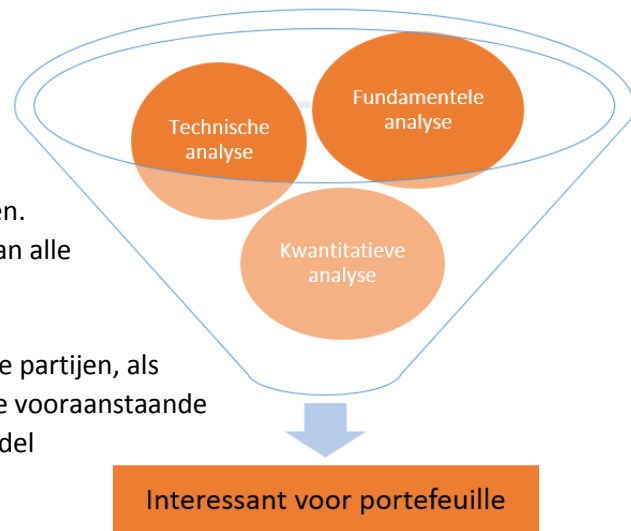 Technische
analyse
Fundamentele
analyse
Kwantitatieve
analyse
en.
an alle
e partijen, als
e vooraanstaande
del
Interessant voor portefeuille